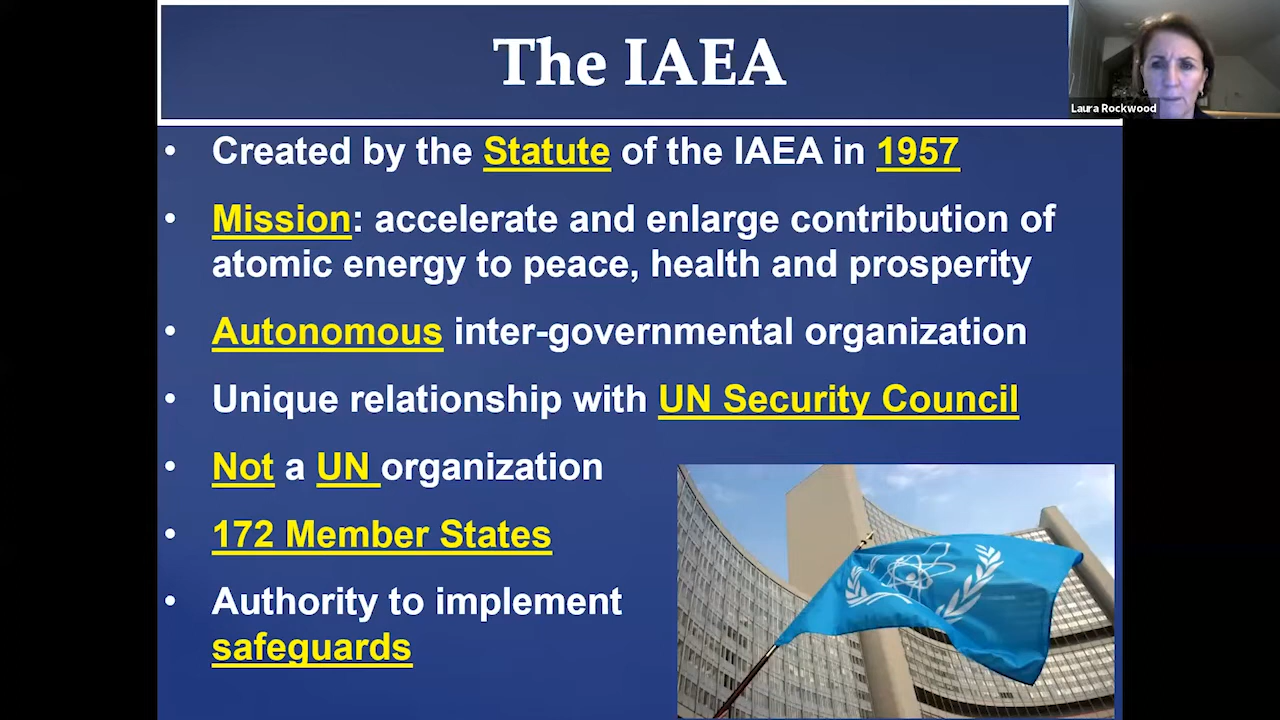 The IAEA
Laura Rockwood
• Created by the Statute of the IAEA in 1957
• Mission: accelerate and enlarge contribution of
atomic energy to peace, health and prosperity
• Autonomous inter-governmental organization
• Unique relationship with UN Security Council
• Not a UN organization
• 172 Member States
• Authority to implement
safeguards